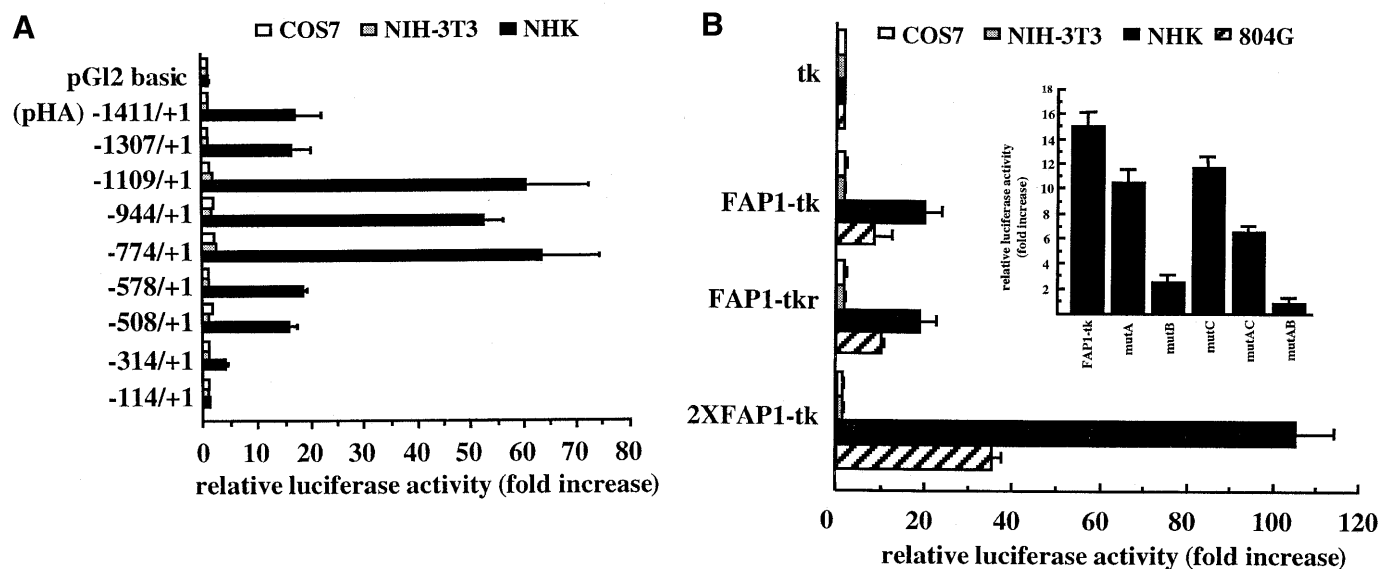 A
COS7 NIH-3T3 NHK
pGl2 basic
(pHA) -1411/+1
-1307/+1
-1109/+1
-944/+1
-774/+1
-578/+1
-508/+1
-314/+1
-114/+1
0 10 20 30 40 50 60 70 80
relative luciferase activity (fold increase)
B
COS7 NIH-3T3 NHK 804G
tk
FAP1-tk
FAP1-tkr
2XFAP1-tk
0 20 40 60 80 100 120
relative luciferase activity (fold increase)
relative luciferase activity
(fold increase)
18
16
14
12
10
8
6
4
2
FAP1-tk
mutA
mutB
mutC
mutAC
mutAB